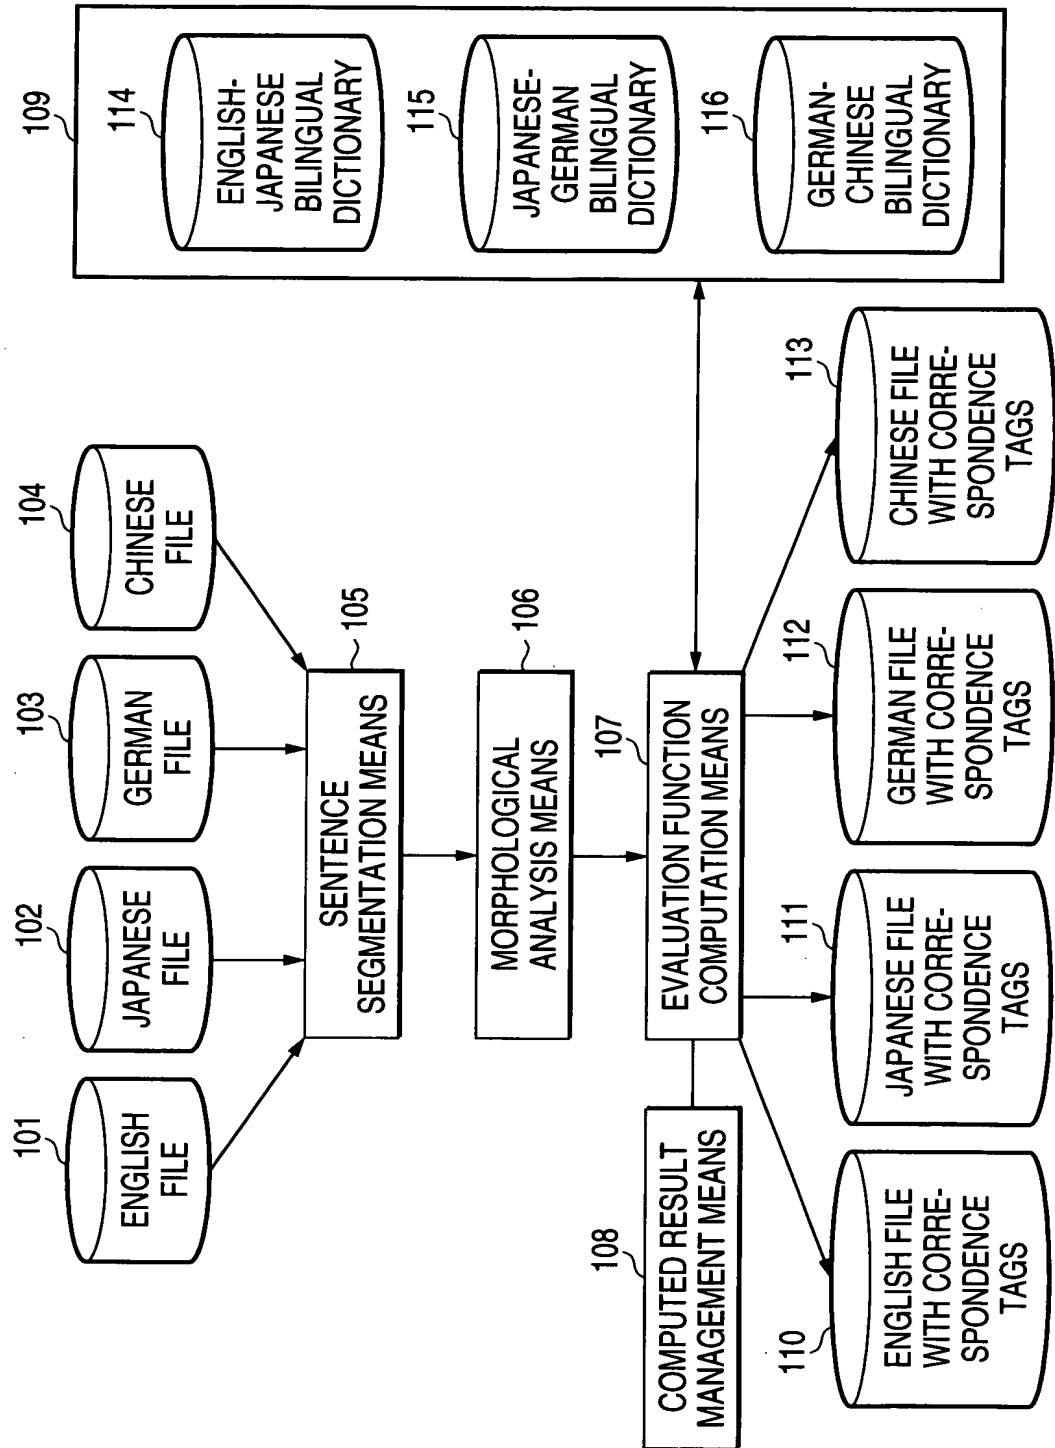 101
ENGLISH
FILE
102
JAPANESE
FILE
103
GERMAN
FILE
104
CHINESE
FILE
SENTENCE
SEGMENTATION MEANS
105
MORPHOLOGICAL
ANALYSIS MEANS
106
107
EVALUATION FUNCTION
COMPUTATION MEANS
108
COMPUTED RESULT
MANAGEMENT MEANS
109
114
ENGLISH-
JAPANESE
BILINGUAL
DICTIONARY
115
JAPANESE-
GERMAN
BILINGUAL
DICTIONARY
116
GERMAN-
CHINESE
BILINGUAL
DICTIONARY
110
ENGLISH FILE
WITH CORRE-
SPONDENCE
TAGS
111
JAPANESE FILE
WITH CORRE-
SPONDENCE
TAGS
112
GERMAN FILE
WITH CORRE-
SPONDENCE
TAGS
113
CHINESE FILE
WITH CORRE-
SPONDENCE
TAGS